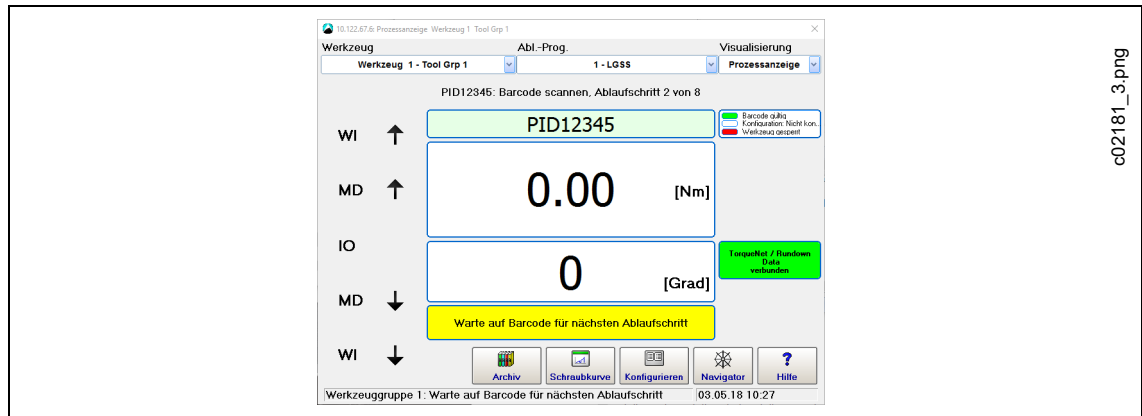 10.122.67.6: Prozessanzeige Werkzeug 1 Tool Grp 1
Werkzeug Abl.-Prog. Visualisierung
Werkzeug 1 - Tool Grp 1 1 - LGSS Prozessanzeige
PID12345: Barcode scannen, Ablaufschritt 2 von 8
WI
MD
IO
MD
WI
PID12345
0.00 [Nm]
0 [Grad]
Warte auf Barcode für nächsten Ablaufschritt
Barcode gültig
Konfiguration: Nicht kon..
Werkzeug gesperrt
TorqueNet / Rundown
Data
verbunden
Archiv Schraubkurve Konfigurieren Navigator Hilfe
Werkzeuggruppe 1: Warte auf Barcode für nächsten Ablaufschritt 03.05.18 10:27
c02181_3.png